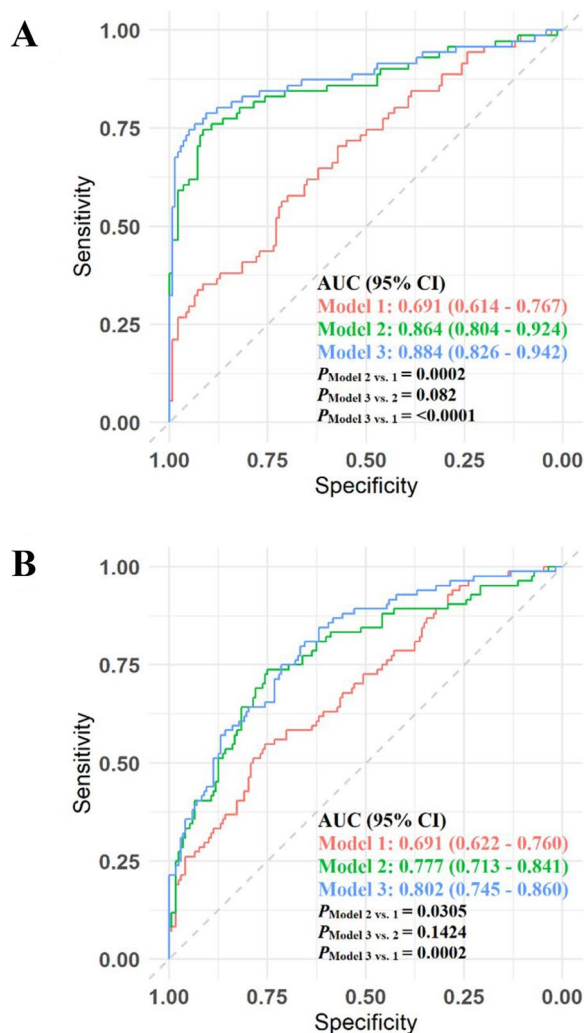 A
1.00
0.75
0.50
0.25
0.00
Sensitivity
AUC (95% CI)
Model 1: 0.691 (0.614 - 0.767)
Model 2: 0.864 (0.804 - 0.924)
Model 3: 0.884 (0.826 - 0.942)
P Model 2 vs. 1 = 0.0002
P Model 3 vs. 2 = 0.082
P Model 3 vs. 1 = <0.0001
1.00 0.75 0.50 0.25 0.00
Specificity
B
1.00
0.75
0.50
0.25
0.00
Sensitivity
AUC (95% CI)
Model 1: 0.691 (0.622 - 0.760)
Model 2: 0.777 (0.713 - 0.841)
Model 3: 0.802 (0.745 - 0.860)
P Model 2 vs. 1 = 0.0305
P Model 3 vs. 2 = 0.1424
P Model 3 vs. 1 = 0.0002
1.00 0.75 0.50 0.25 0.00
Specificity